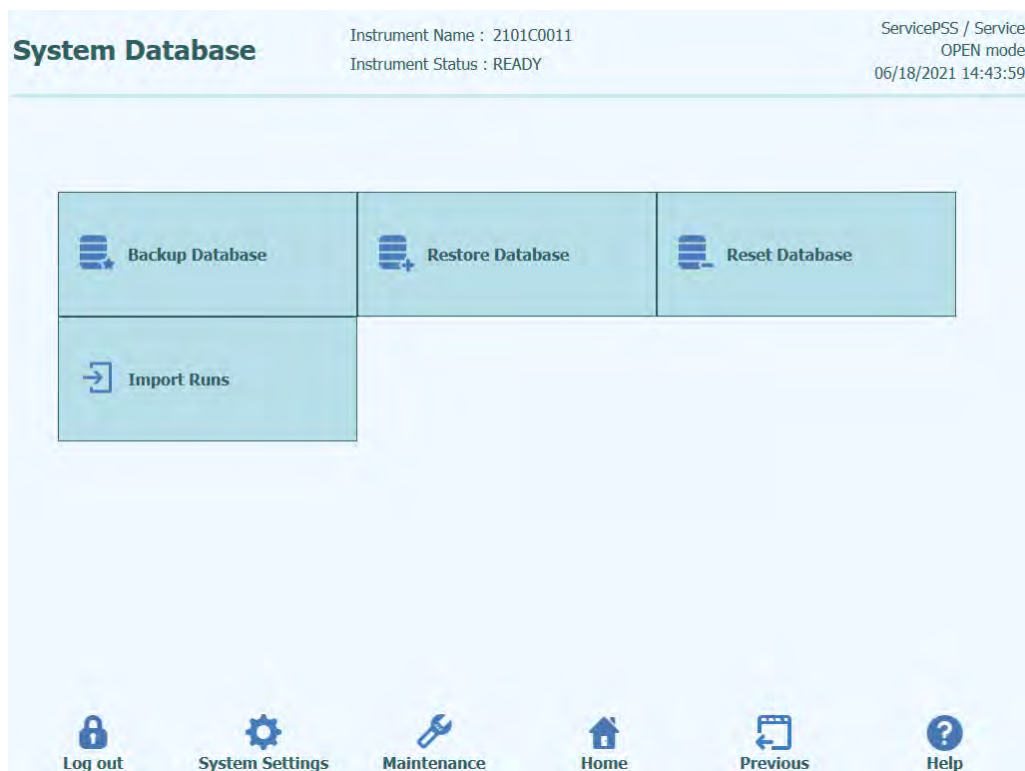 System Database
Instrument Name : 2101C0011
Instrument Status : READY
ServicePSS / Service
OPEN mode
06/18/2021 14:43:59
Backup Database
Restore Database
Reset Database
Import Runs
Log out
System Settings
Maintenance
Home
Previous
Help